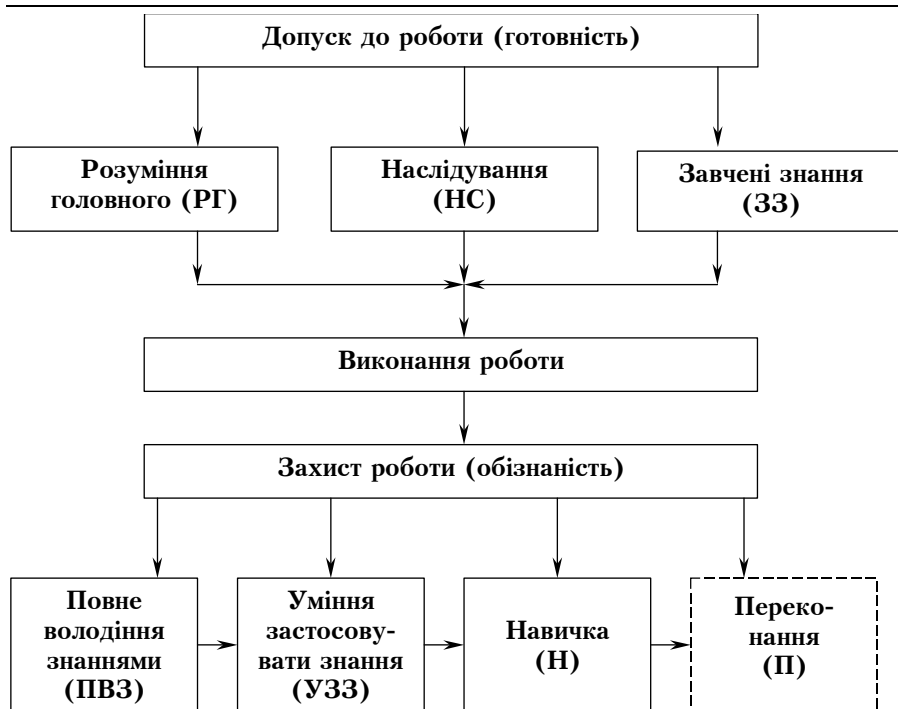 Допуск до роботи (готовність)
Розуміння
головного (РГ)
Наслідування
(НС)
Завчені знання
(ЗЗ)
Виконання роботи
Захист роботи (обізнаність)
Повне
володіння
знаннями
(ПВЗ)
Уміння
застосову-
вати знання
(УЗЗ)
Навичка
(Н)
Переко-
нання
(П)